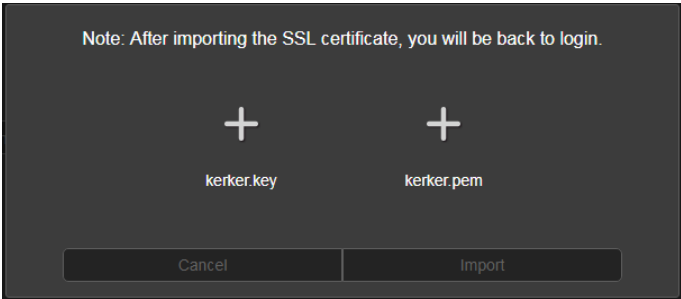 Note: After importing the SSL certificate, you will be back to login.
kerker.key
kerker.pem
Cancel
Import